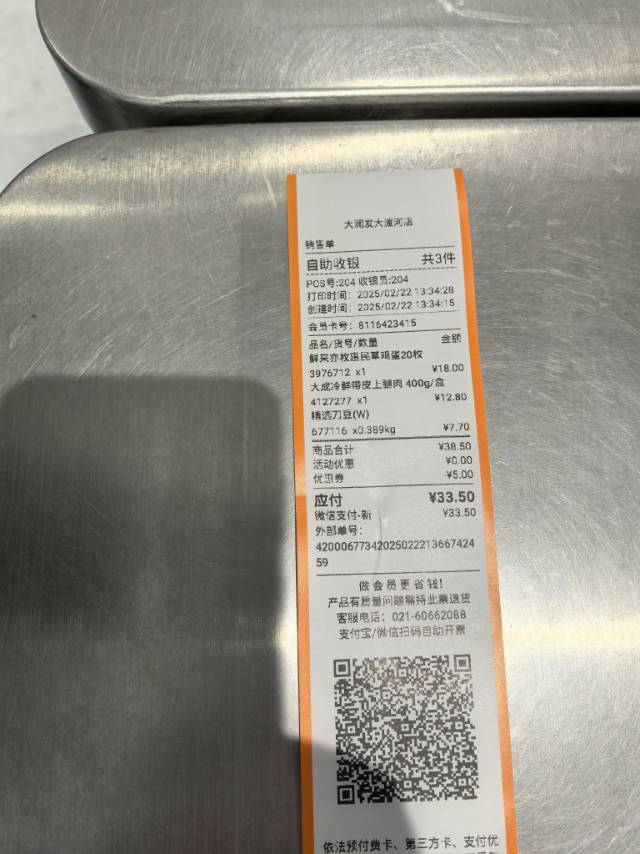 大润发大渡河店
销售单
自助收银 共3件
POS号:204 收银员:204
打印时间: 2025/02/22 13:34:28
创建时间: 2025/02/22 13:34:15
会员卡号: 8116423415
品名/货号/数量 金额
鲜采亦枚惠民草鸡蛋20枚
3976712 x1 ¥18.00
大成冷鲜带皮上腿肉 400g/盒
4127277 x1 ¥12.80
精选刀豆(W)
677116 x0.389kg ¥7.70
商品合计 ¥38.50
活动优惠 ¥0.00
优惠券 -¥5.00
应付 ¥33.50
微信支付-新 ¥33.50
外部单号:
42000677342025022213667424
59
做会员更省钱!
产品有质量问题需持此票退货
客服电话: 021-60662088
支付宝/微信扫码自助开票
依法预付费卡、第三方卡、支付优